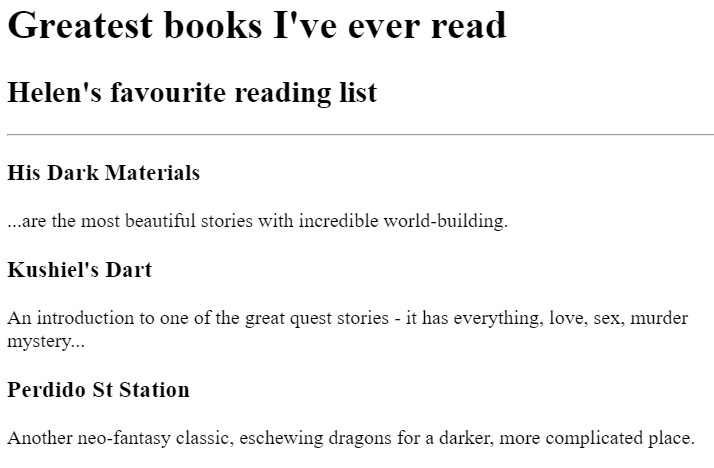 Greatest books I've ever read
Helen's favourite reading list
His Dark Materials
...are the most beautiful stories with incredible world-building.
Kushiel's Dart
An introduction to one of the great quest stories - it has everything, love, sex, murder
mystery...
Perdido St Station
Another neo-fantasy classic, eschewing dragons for a darker, more complicated place.